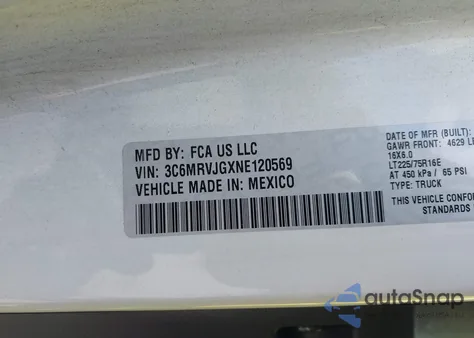 MFD BY: FCA US LLC
VIN: 3C6MRVJGXNE120569
VEHICLE MADE IN: MEXICO
DATE OF MFR (BUILT)
GAWR FRONT: 4629 L
16X6.0
LT225/75R16E
AT 450 kPa / 65 PSI
TYPE: TRUCK
THIS VEHICLE CONFORM
STANDARDS
autoSnap